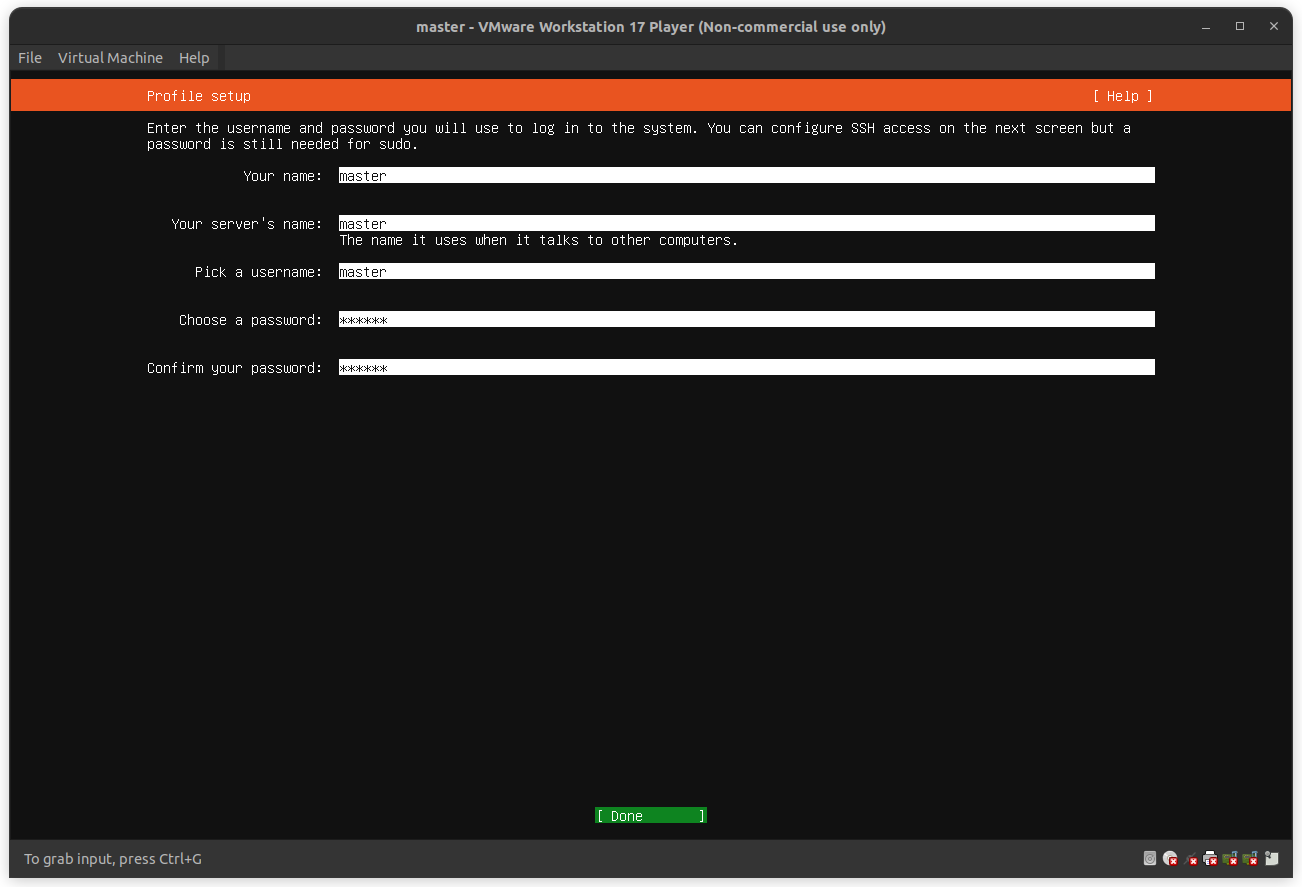 master - VMware Workstation 17 Player (Non-commercial use only)
File Virtual Machine Help
Profile setup [ Help ]
Enter the username and password you will use to log in to the system. You can configure SSH access on the next screen but a
password is still needed for sudo.
Your name: master
Your server's name: master
The name it uses when it talks to other computers.
Pick a username: master
Choose a password: ******
Confirm your password: ******
[ Done ]
To grab input, press Ctrl+G